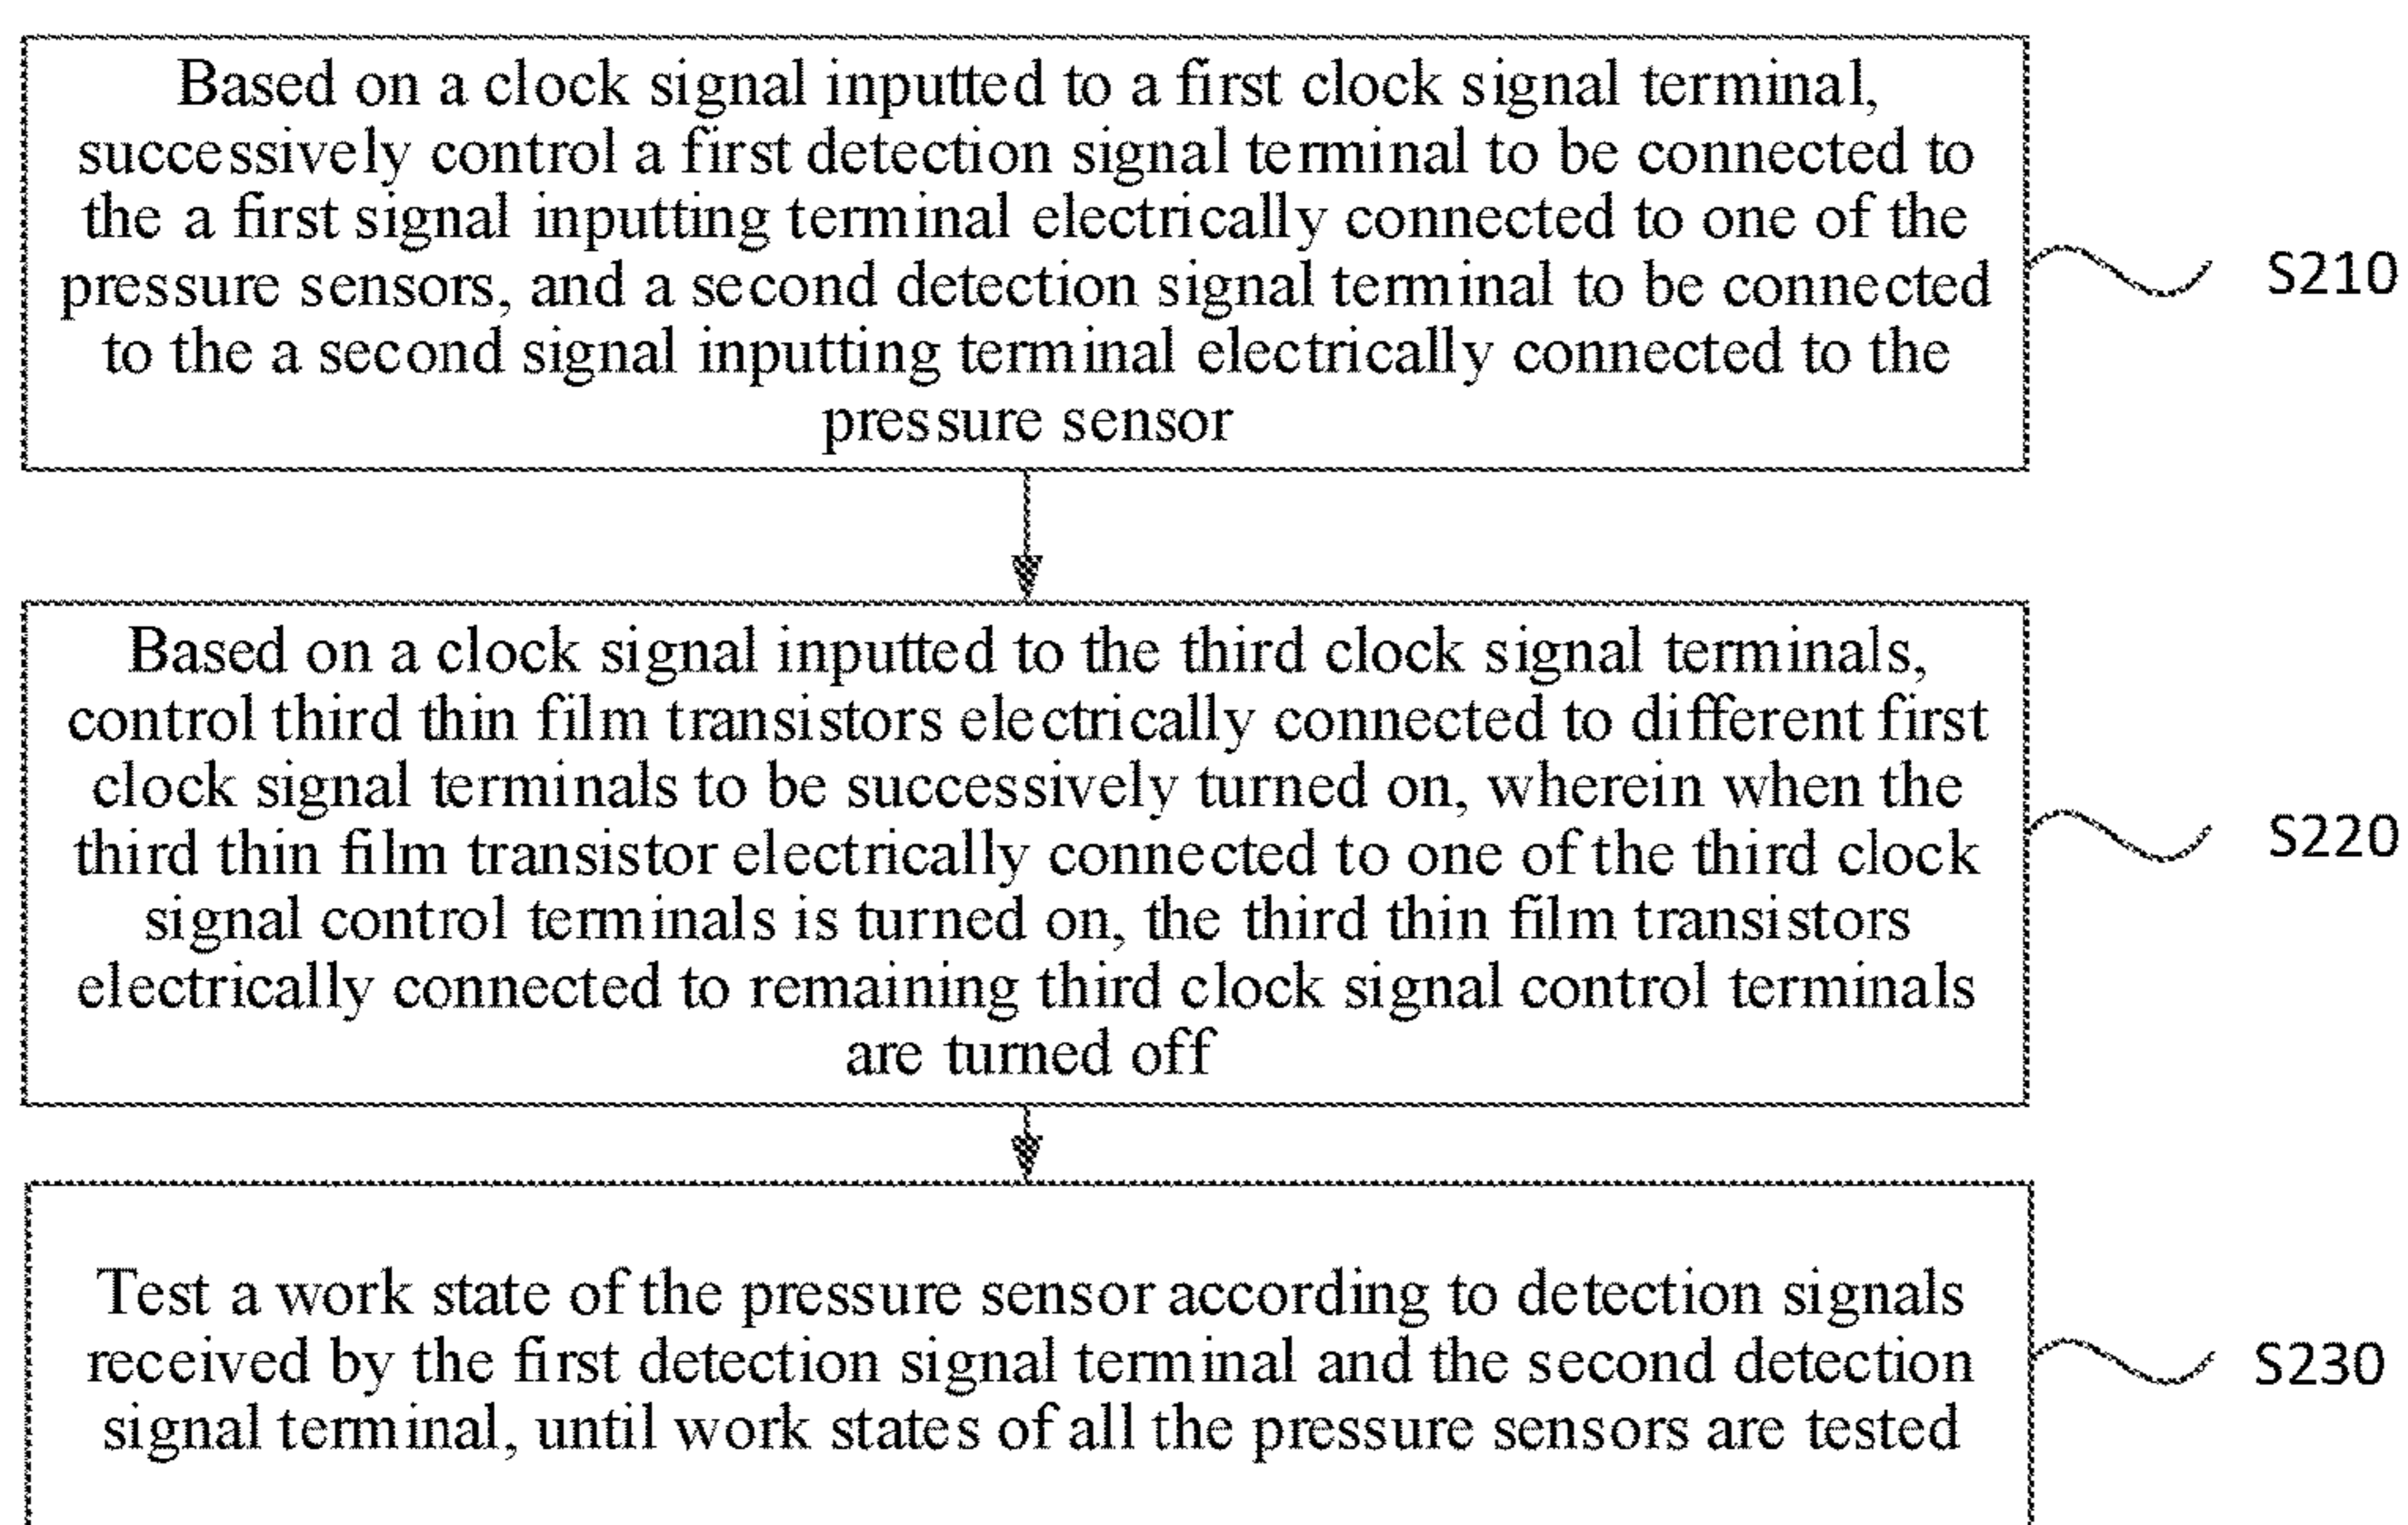 Based on a clock signal inputted to a first clock signal terminal,
successively control a first detection signal terminal to be connected to
the a first signal inputting terminal electrically connected to one of the
pressure sensors, and a second detection signal terminal to be connected
to the a second signal inputting terminal electrically connected to the
pressure sensor
S210
Based on a clock signal inputted to the third clock signal terminals,
control third thin film transistors electrically connected to different first
clock signal terminals to be successively turned on, wherein when the
third thin film transistor electrically connected to one of the third clock
signal control terminals is turned on, the third thin film transistors
electrically connected to remaining third clock signal control terminals
are turned off
S220
Test a work state of the pressure sensor according to detection signals
received by the first detection signal terminal and the second detection
signal terminal, until work states of all the pressure sensors are tested
S230